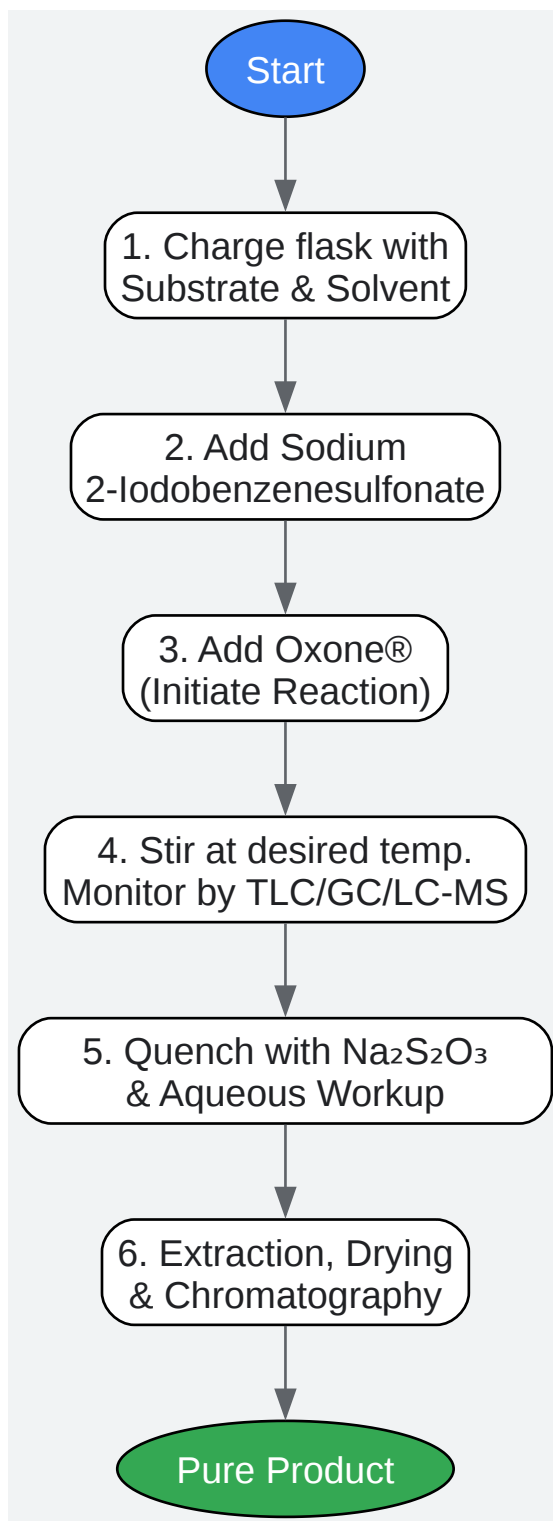 Start
1. Charge flask with
Substrate & Solvent
2. Add Sodium
2-Iodobenzenesulfonate
3. Add Oxone®
(Initiate Reaction)
4. Stir at desired temp.
Monitor by TLC/GC/LC-MS
5. Quench with Na₂S₂O₃
& Aqueous Workup
6. Extraction, Drying
& Chromatography
Pure Product